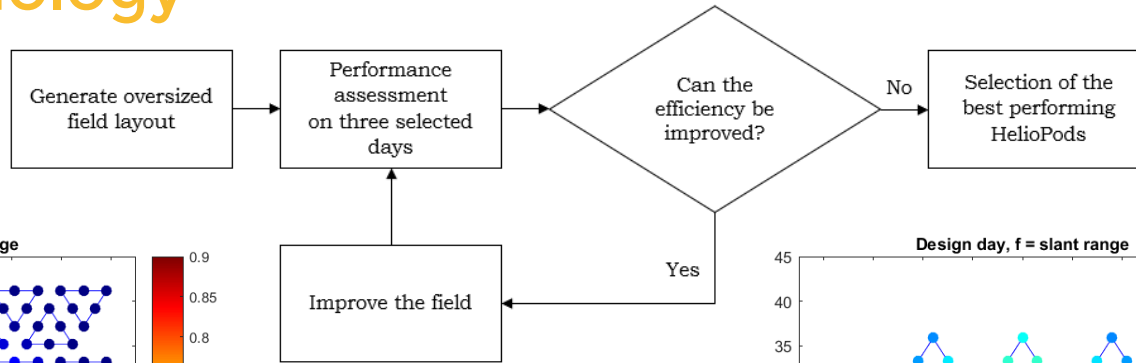 Generate oversized
field layout
Performance
assessment
on three selected
days
Can the
efficiency be
improved?
No
Selection of the
best performing
HelioPods
Yes
Improve the field
0.9
0.85
0.8
Design day, f = slant range
45
40
35